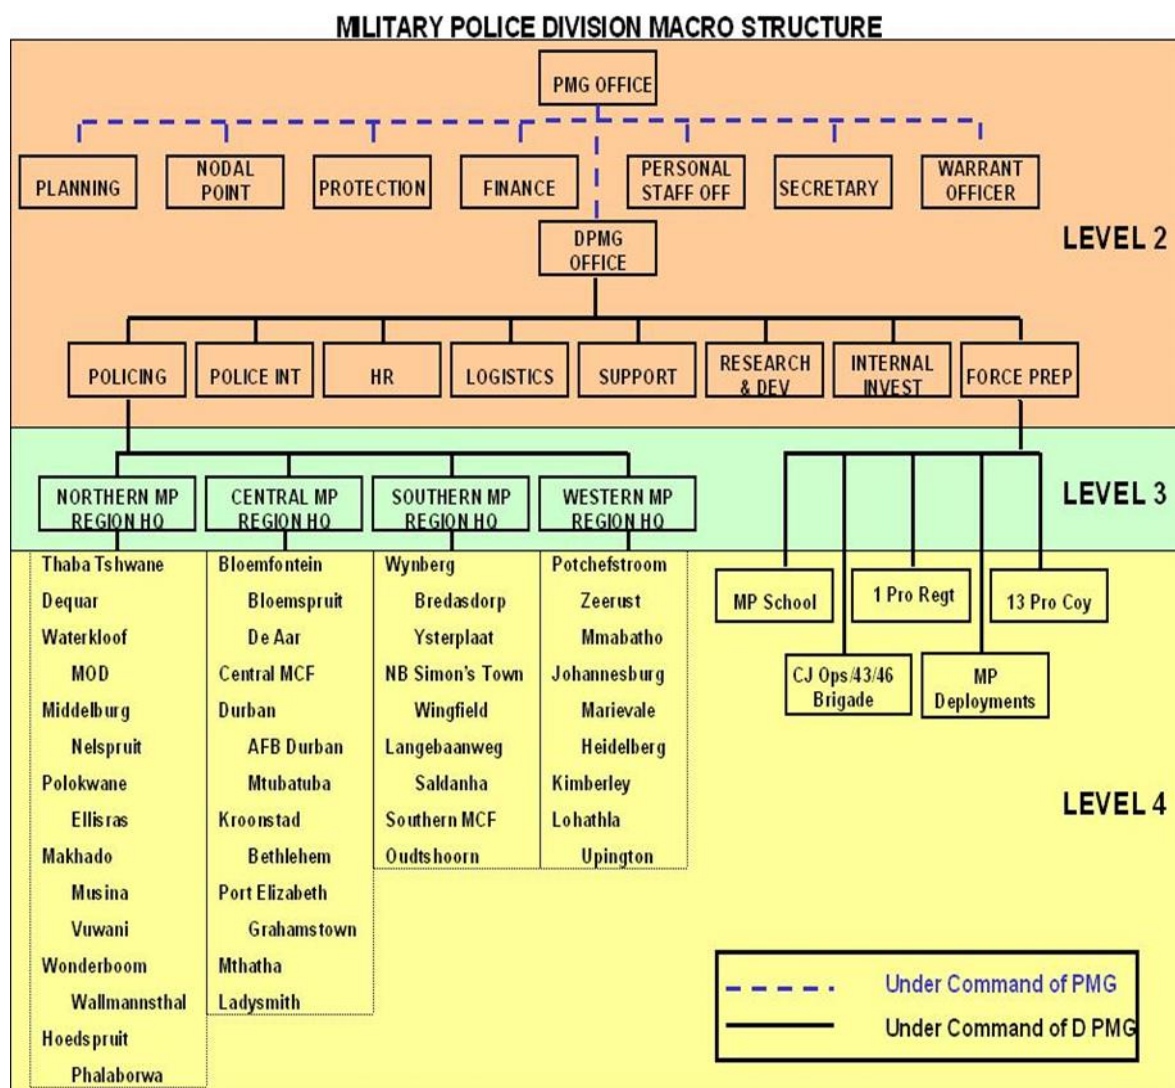 MILITARY POLICE DIVISION MACRO STRUCTURE
PMG OFFICE
PLANNING
NODAL
POINT
PROTECTION
FINANCE
PERSONAL
STAFF OFF
SECRETARY
WARRANT
OFFICER
DPMG
OFFICE
LEVEL 2
POLICING
POLICE INT
HR
LOGISTICS
SUPPORT
RESEARCH
& DEV
INTERNAL
INVEST
FORCE PREP
NORTHERN MP
REGION HQ
CENTRAL MP
REGION HQ
SOUTHERN MP
REGION HQ
WESTERN MP
REGION HQ
LEVEL 3
Thaba Tshwane
Dequar
Waterkloof
MOD
Middelburg
Nelspruit
Polokwane
Ellisras
Makhado
Musina
Vuwani
Wonderboom
Wallmannsthal
Hoedspruit
Phalaborwa
Bloemfontein
Bloemspruit
De Aar
Central MCF
Durban
AFB Durban
Mtubatuba
Kroonstad
Bethlehem
Port Elizabeth
Grahamstown
Mthatha
Ladysmith
Wynberg
Bredasdorp
Ysterplaat
NB Simon's Town
Wingfield
Langebaanweg
Saldanha
Southern MCF
Oudtshoorn
Potchefstroom
Zeerust
Mmabatho
Johannesburg
Marievale
Heidelberg
Kimberley
Lohathla
Upington
MP School
1 Pro Regt
13 Pro Coy
CJ Ops/43/46
Brigade
MP
Deployments
LEVEL 4
Under Command of PMG
Under Command of D PMG